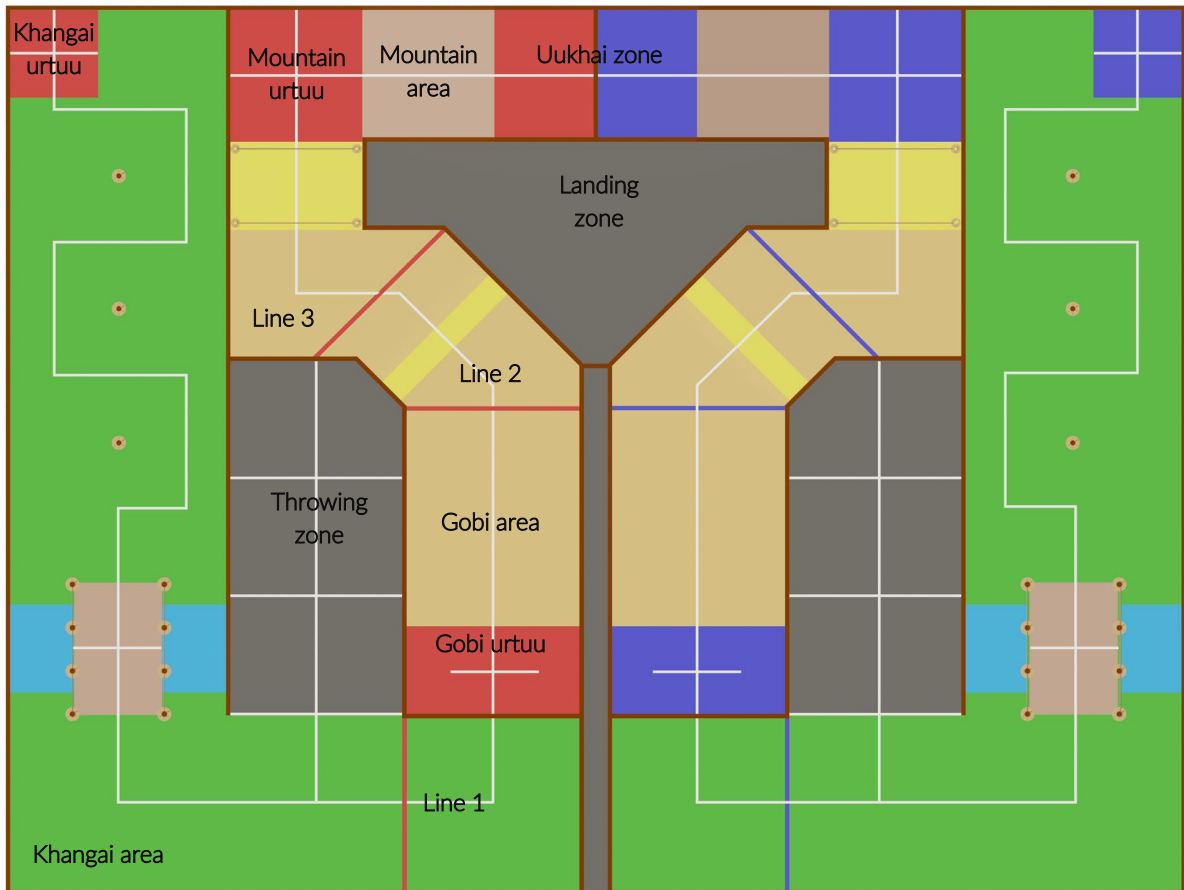 Khangai
urtuu
Mountain
urtuu
Mountain
area
Uukhai zone
Landing
zone
Line 3
Line 2
Throwing
zone
Gobi area
Gobi urtuu
Line 1
Khangai area